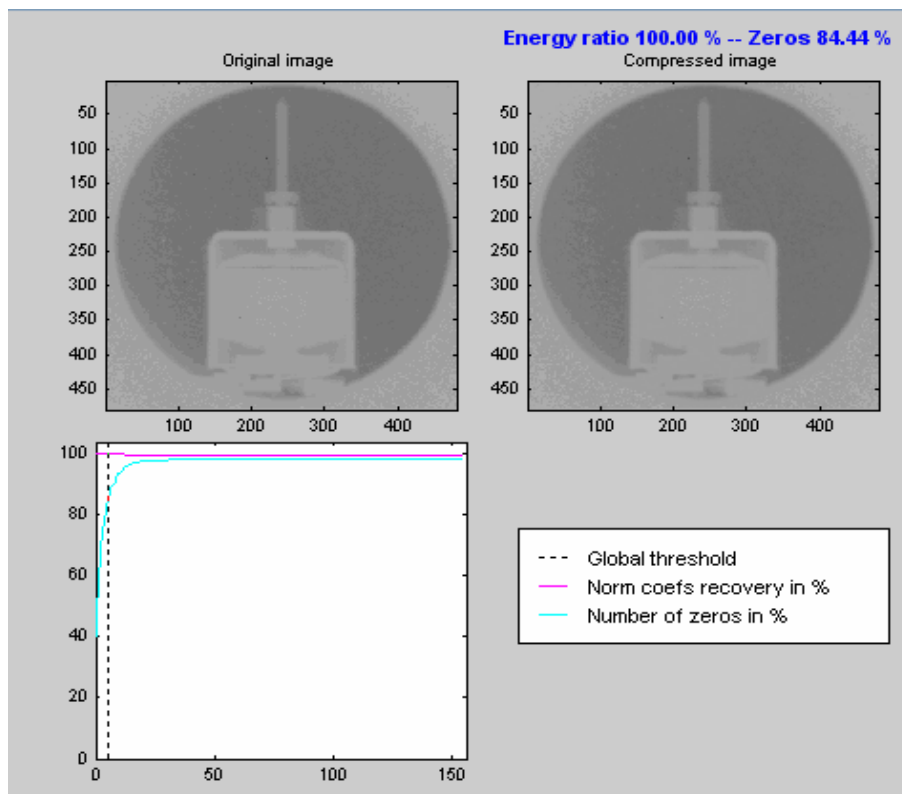 Energy ratio 100.00 % -- Zeros 84.44 %
Original image
Compressed image
50
100
150
200
250
300
350
400
450
100 200 300 400
50
100
150
200
250
300
350
400
450
100 200 300 400
100
80
60
40
20
0
0 50 100 150
Global threshold
Norm coefs recovery in %
Number of zeros in %